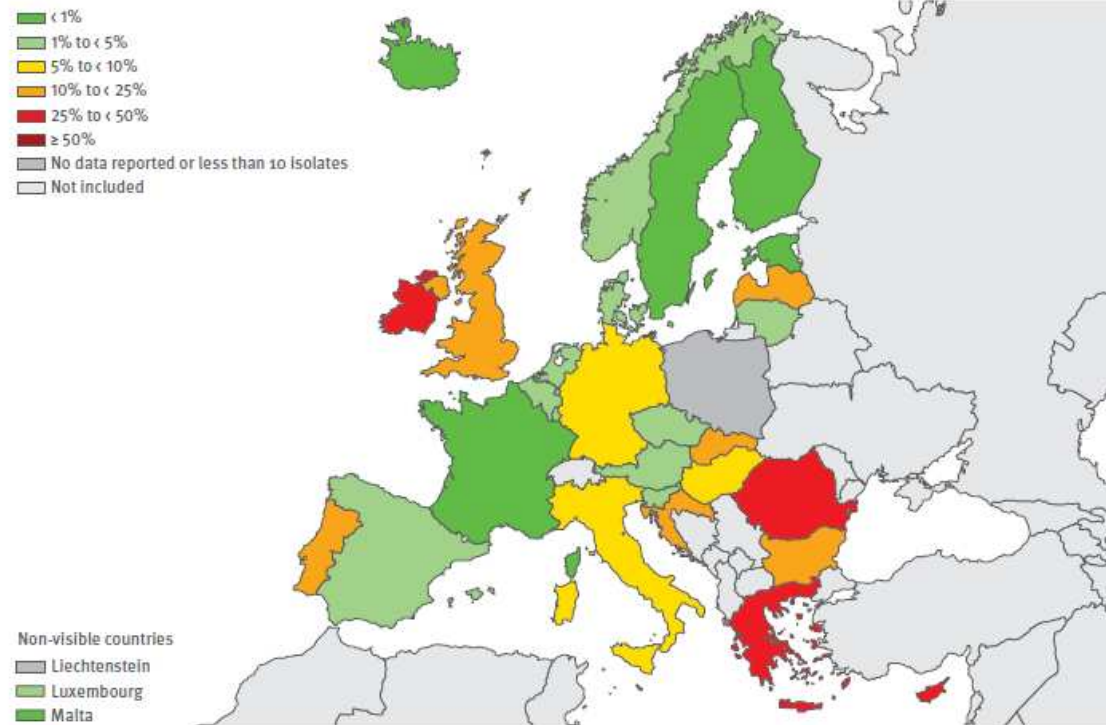 < 1%
1% to < 5%
5% to < 10%
10% to < 25%
25% to < 50%
≥ 50%
No data reported or less than 10 isolates
Not included
Non-visible countries
Liechtenstein
Luxembourg
Malta